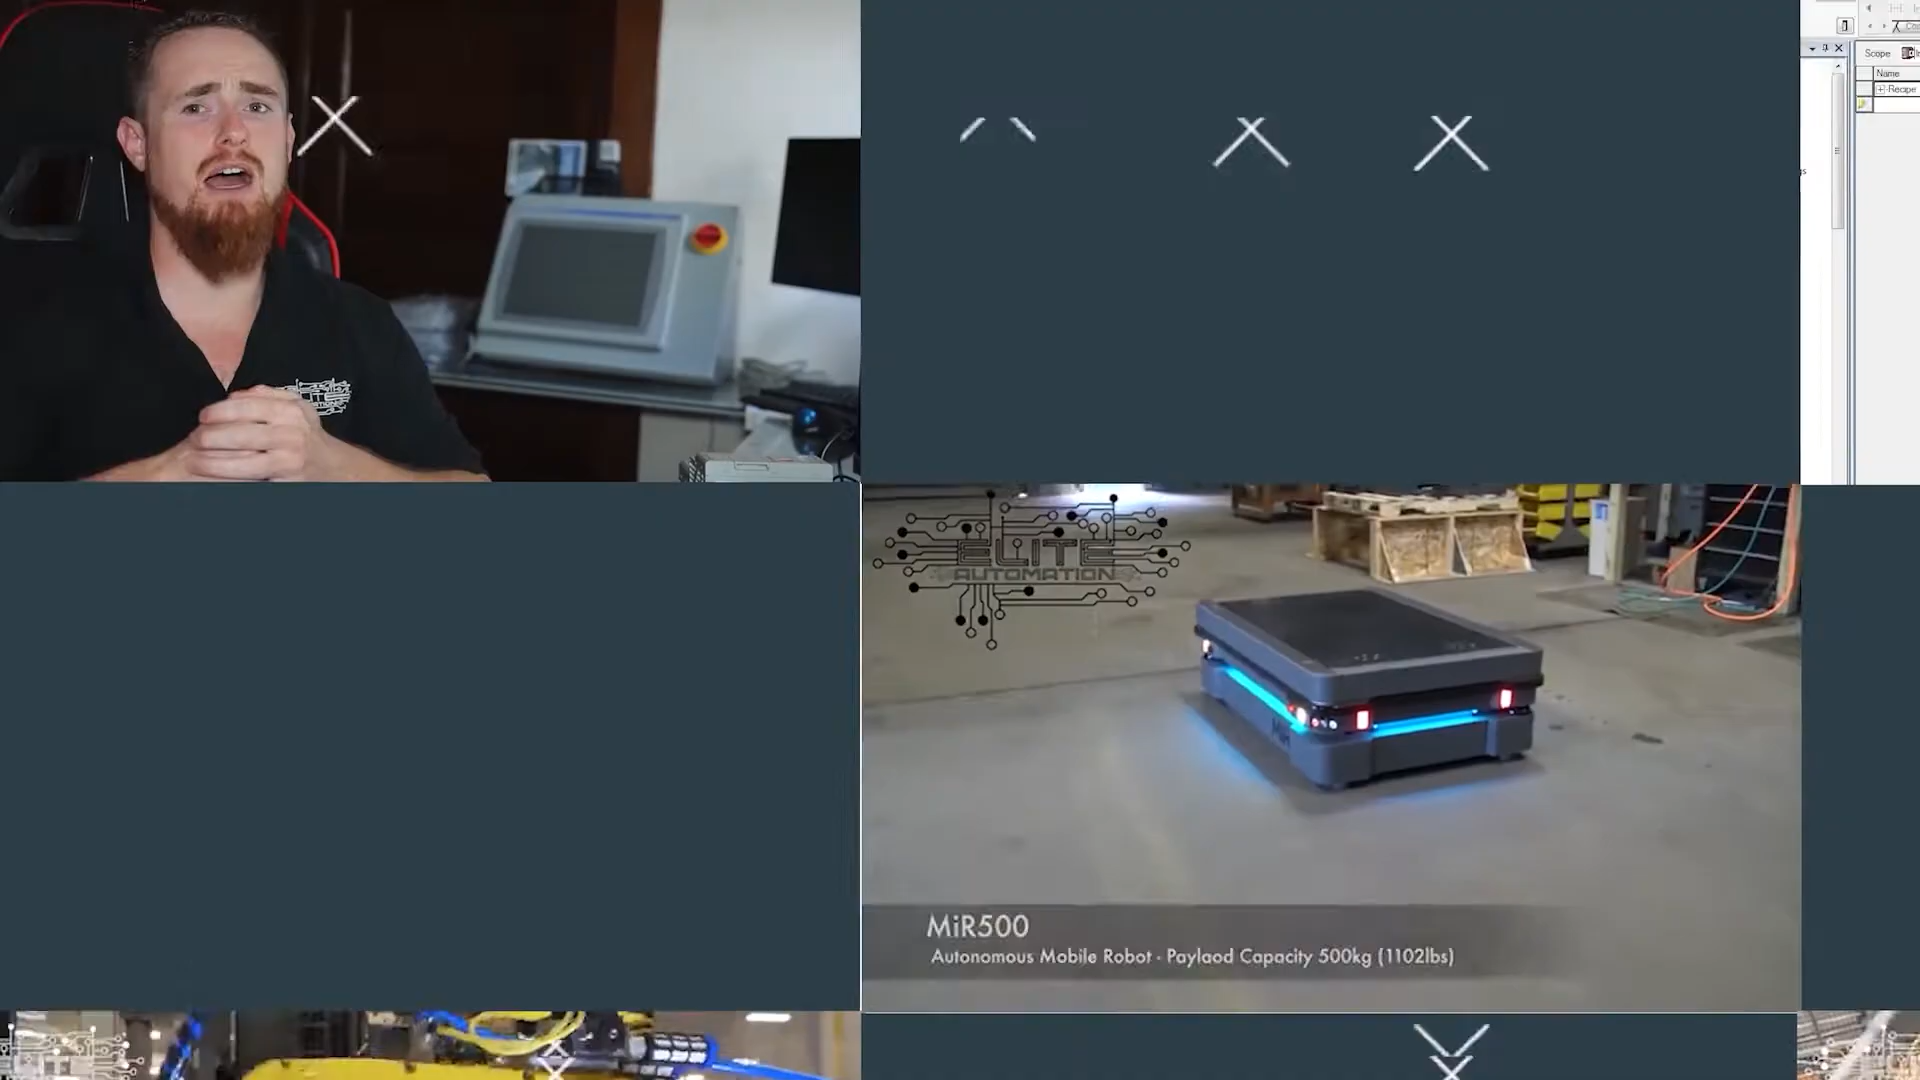 Scope
Name
Recipe
ELITE
AUTOMATION
MiR500
Autonomous Mobile Robot - Paylaod Capacity 500kg (1102lbs)